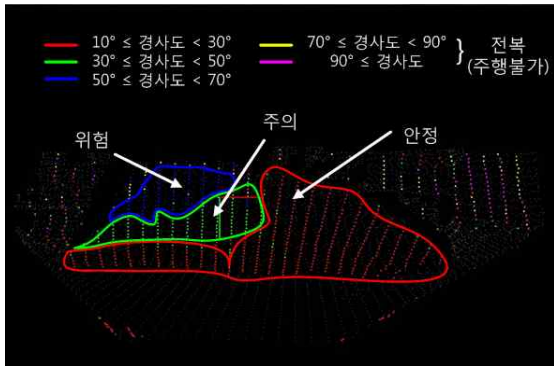 10° ≤ 경사도 < 30°
30° ≤ 경사도 < 50°
50° ≤ 경사도 < 70°
70° ≤ 경사도 < 90°
90° ≤ 경사도
} 전복
(주행불가)
위험
주의
안정